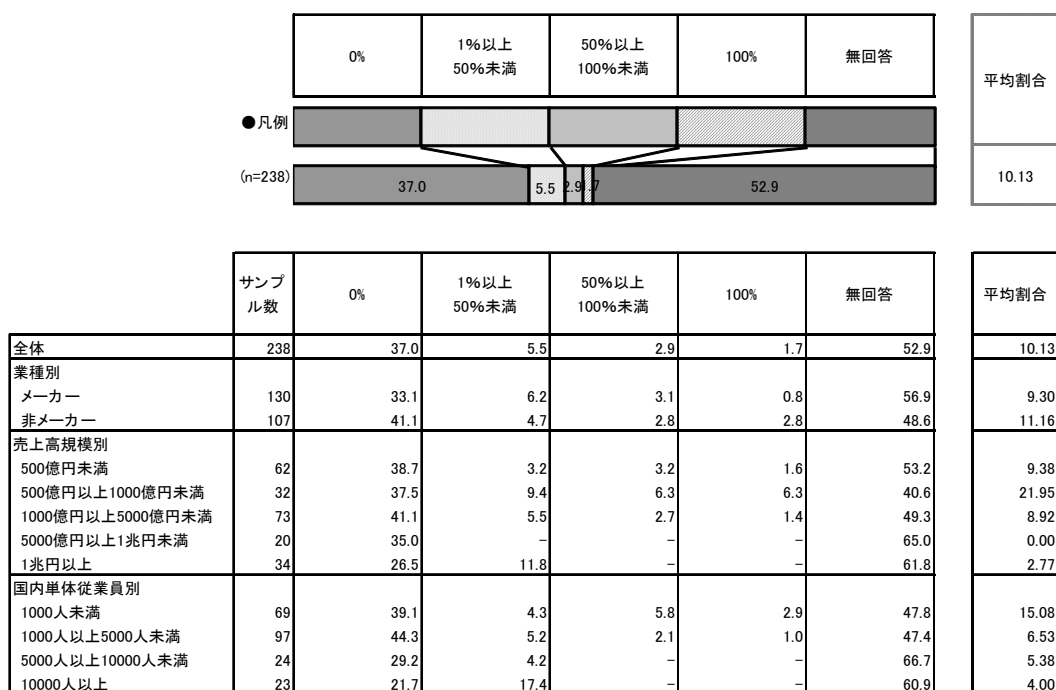 0% 1%以上 50%未満 50%以上 100%未満 100% 無回答 平均割合
●凡例
(n=238) 37.0 5.5 2.9 1.7 52.9 10.13
サンプル数 0% 1%以上 50%未満 50%以上 100%未満 100% 無回答 平均割合
全体 238 37.0 5.5 2.9 1.7 52.9 10.13
業種別
メーカー 130 33.1 6.2 3.1 0.8 56.9 9.30
非メーカー 107 41.1 4.7 2.8 2.8 48.6 11.16
売上高規模別
500億円未満 62 38.7 3.2 3.2 1.6 53.2 9.38
500億円以上1000億円未満 32 37.5 9.4 6.3 6.3 40.6 21.95
1000億円以上5000億円未満 73 41.1 5.5 2.7 1.4 49.3 8.92
5000億円以上1兆円未満 20 35.0 － － － 65.0 0.00
1兆円以上 34 26.5 11.8 － － 61.8 2.77
国内単体従業員別
1000人未満 69 39.1 4.3 5.8 2.9 47.8 15.08
1000人以上5000人未満 97 44.3 5.2 2.1 1.0 47.4 6.53
5000人以上10000人未満 24 29.2 4.2 － － 66.7 5.38
10000人以上 23 21.7 17.4 － － 60.9 4.00